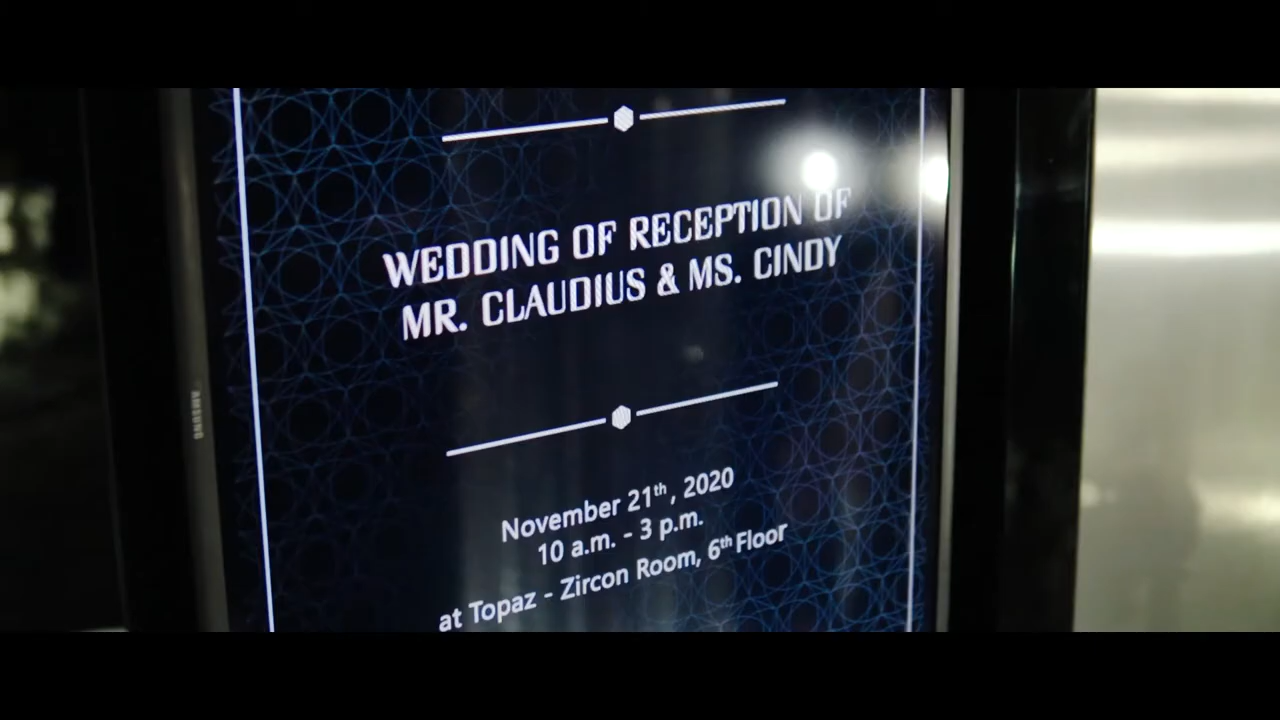 WEDDING OF RECEPTION OF
MR. CLAUDIUS & MS. CINDY
November 21th, 2020
10 a.m. - 3 p.m.
at Topaz - Zircon Room, 6th Floor
AMSUNG